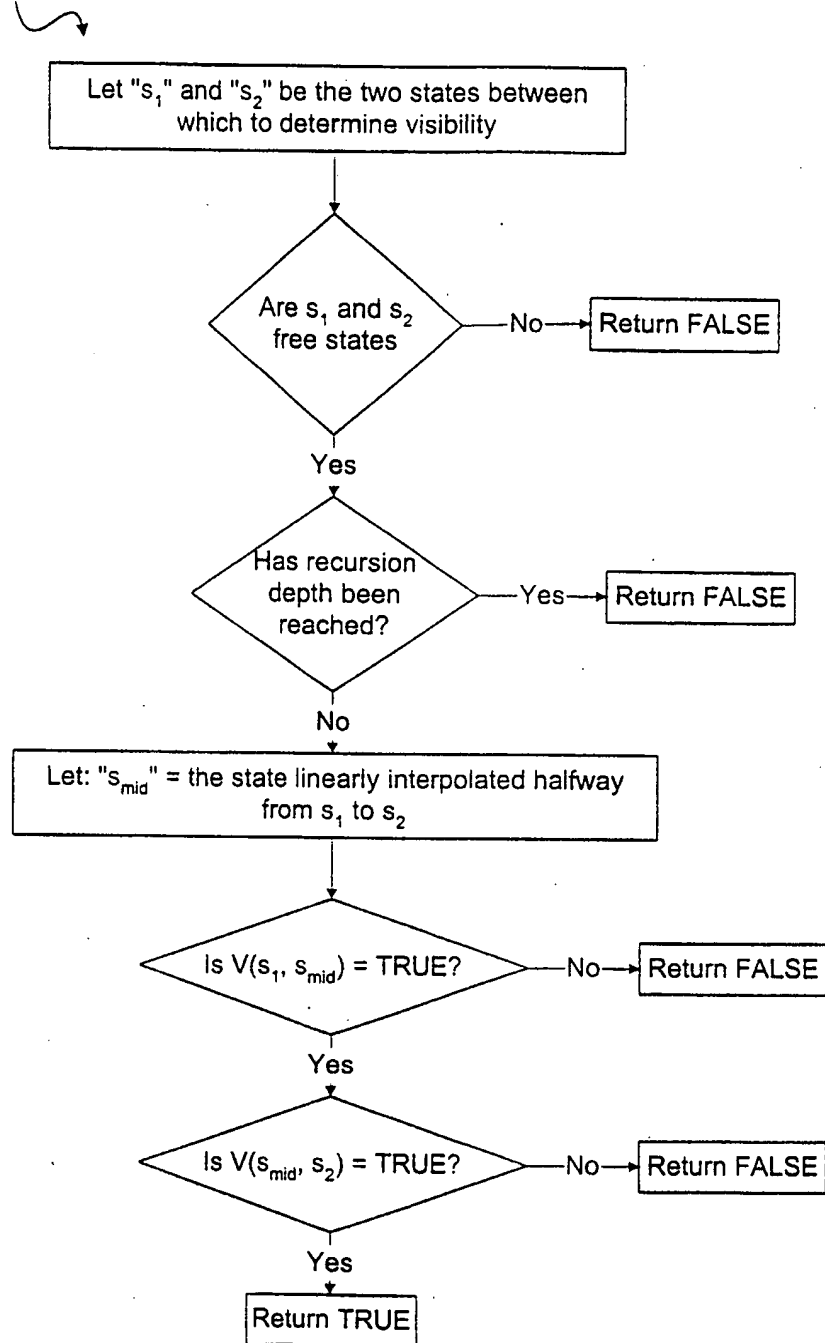 Let "s₁" and "s₂" be the two states between
which to determine visibility
Are s₁ and s₂
free states
No
Return FALSE
Yes
Has recursion
depth been
reached?
Yes
Return FALSE
No
Let: "s_mid" = the state linearly interpolated halfway
from s₁ to s₂
Is V(s₁, s_mid) = TRUE?
No
Return FALSE
Yes
Is V(s_mid, s₂) = TRUE?
No
Return FALSE
Yes
Return TRUE